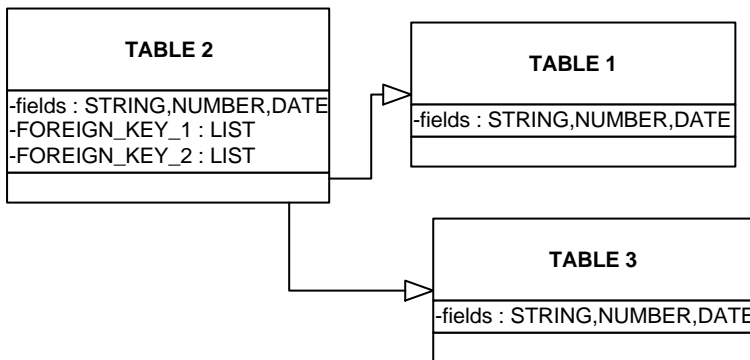 TABLE 2
-fields : STRING,NUMBER,DATE
-FOREIGN_KEY_1 : LIST
-FOREIGN_KEY_2 : LIST
TABLE 1
-fields : STRING,NUMBER,DATE
TABLE 3
-fields : STRING,NUMBER,DATE